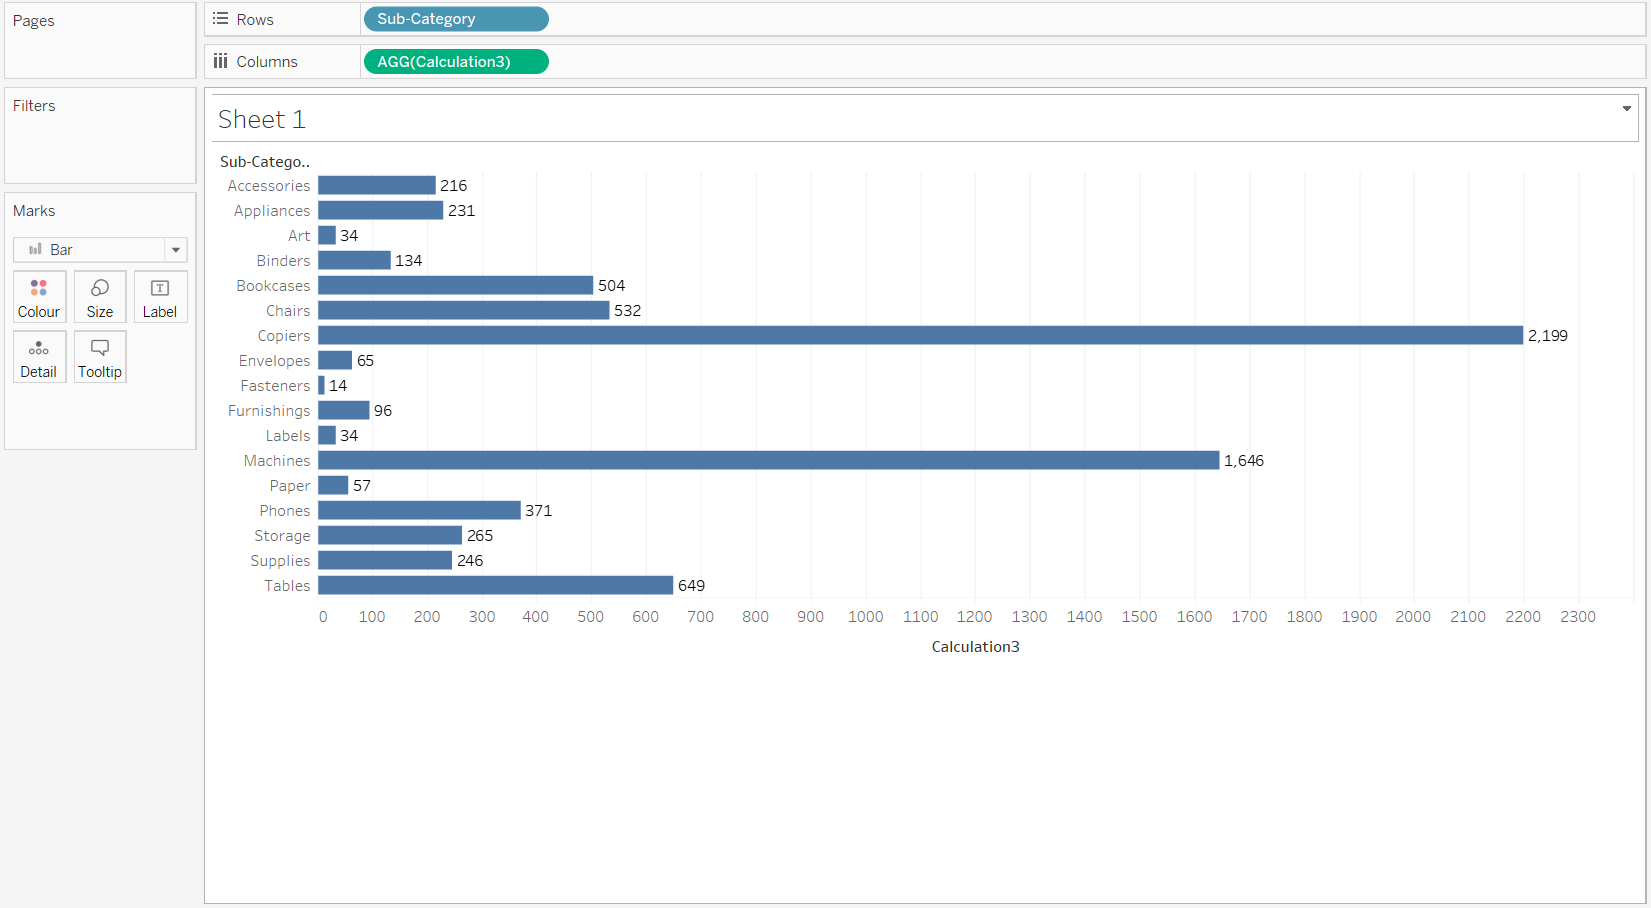 Pages
Rows
Sub-Category
Columns
AGG(Calculation3)
Filters
Marks
Bar
Colour
Size
Label
Detail
Tooltip
Sheet 1
Sub-Catego..
Accessories 216
Appliances 231
Art 34
Binders 134
Bookcases 504
Chairs 532
Copiers 2,199
Envelopes 65
Fasteners 14
Furnishings 96
Labels 34
Machines 1,646
Paper 57
Phones 371
Storage 265
Supplies 246
Tables 649
0 100 200 300 400 500 600 700 800 900 1000 1100 1200 1300 1400 1500 1600 1700 1800 1900 2000 2100 2200 2300
Calculation3